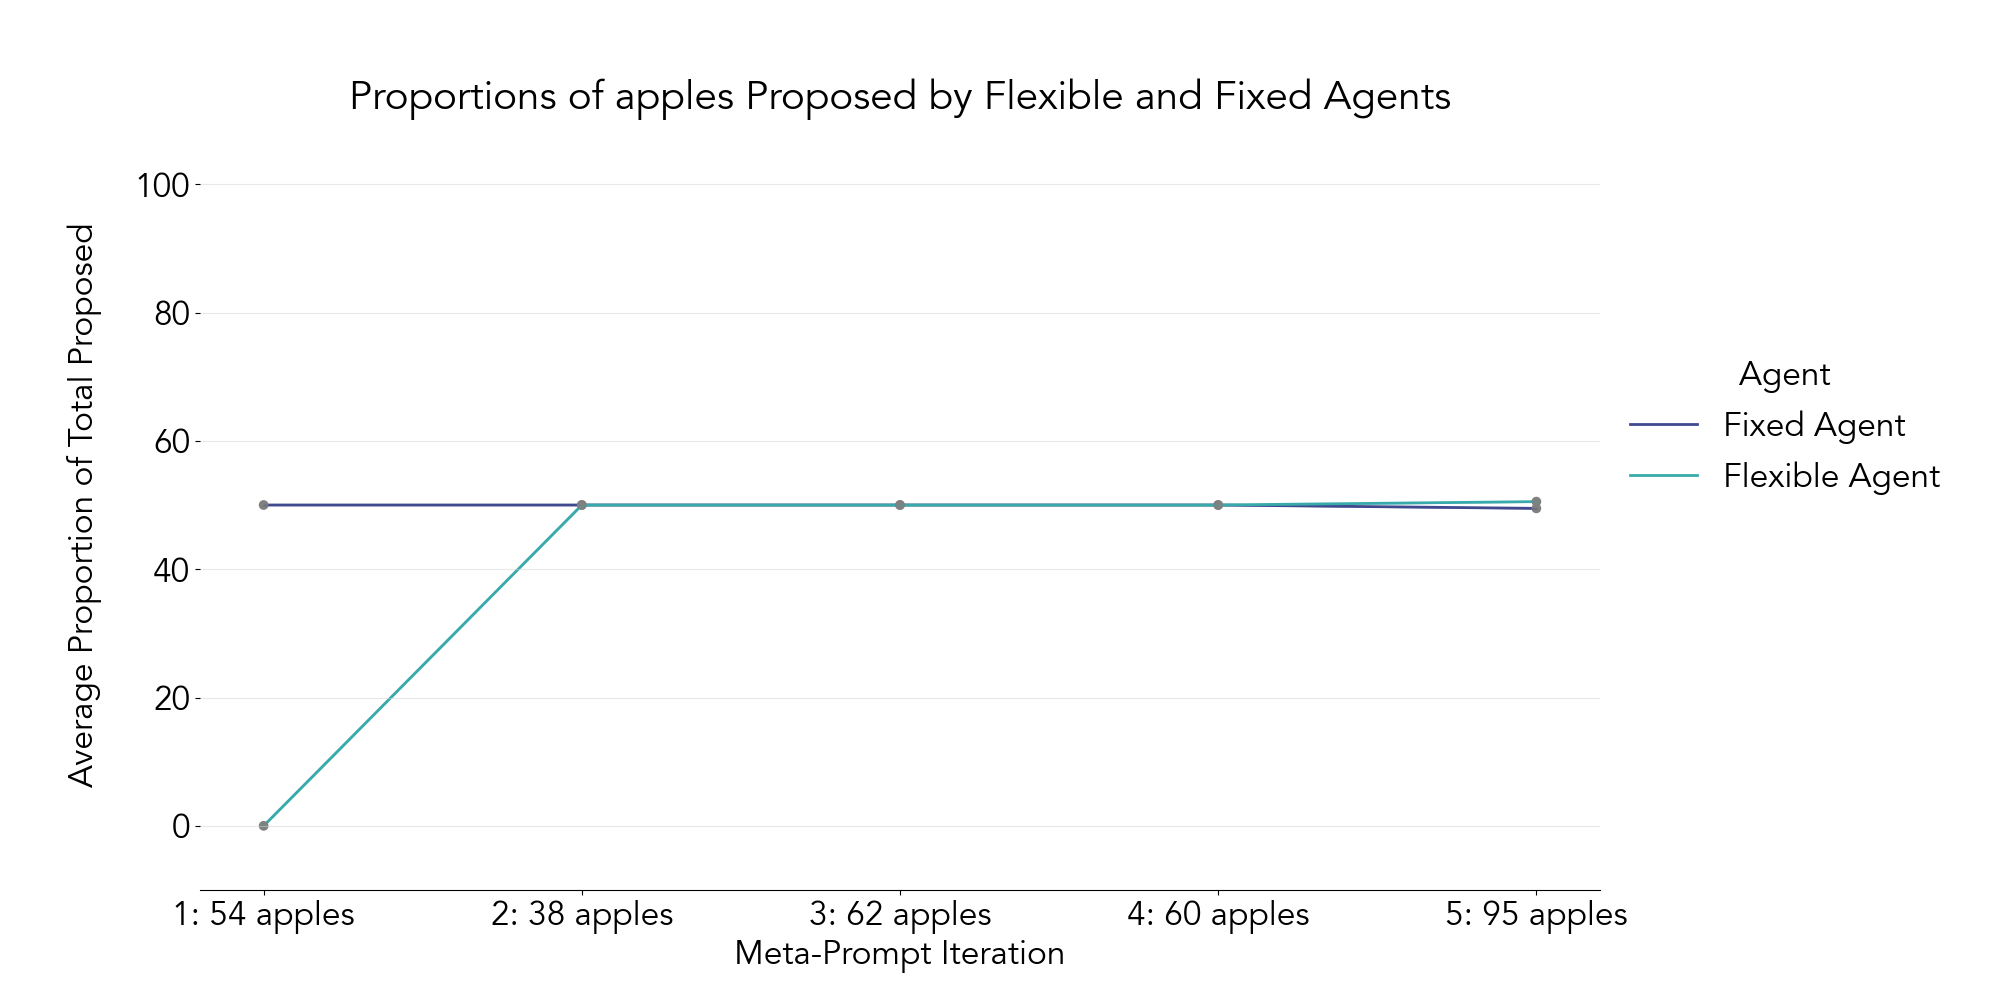 Proportions of apples Proposed by Flexible and Fixed Agents
Average Proportion of Total Proposed
100
80
60
40
20
0
1: 54 apples
2: 38 apples
3: 62 apples
4: 60 apples
5: 95 apples
Meta-Prompt Iteration
Agent
Fixed Agent
Flexible Agent